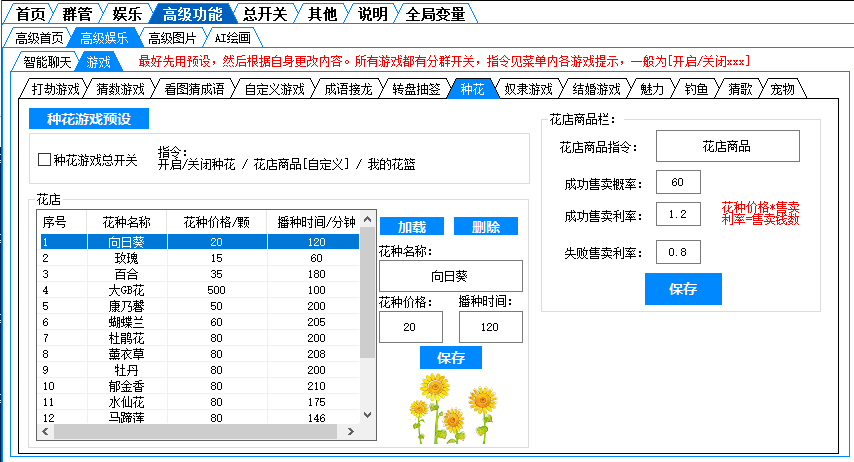 首页 群管 娱乐 高级功能 总开关 其他 说明 全局变量
高级首页 高级娱乐 高级图片 AI绘画
智能聊天 游戏 最好先用预设，然后根据自身更改内容。所有游戏都有分群开关，指令见菜单内各游戏提示，一般为[开启/关闭xxx]
打劫游戏 猜数游戏 看图猜成语 自定义游戏 成语接龙 转盘抽签 种花 奴隶游戏 结婚游戏 魅力 钓鱼 猜歌 宠物
种花游戏预设
种花游戏总开关
指令：
开启/关闭种花 / 花店商品[自定义] / 我的花篮
花店
序号 花种名称 花种价格/颗 播种时间/分钟
1 向日葵 20 120
2 玫瑰 15 60
3 百合 35 180
4 大GB花 500 100
5 康乃馨 50 200
6 蝴蝶兰 60 205
7 杜鹃花 80 200
8 薰衣草 80 208
9 牡丹 80 200
10 郁金香 80 210
11 水仙花 80 175
12 马蹄莲 80 146
加载 删除
花种名称：
向日葵
花种价格： 播种时间：
20 120
保存
花店商品栏：
花店商品指令： 花店商品
成功售卖概率： 60
成功售卖利率： 1.2
花种价格*售卖
利率=售卖钱数
失败售卖利率： 0.8
保存